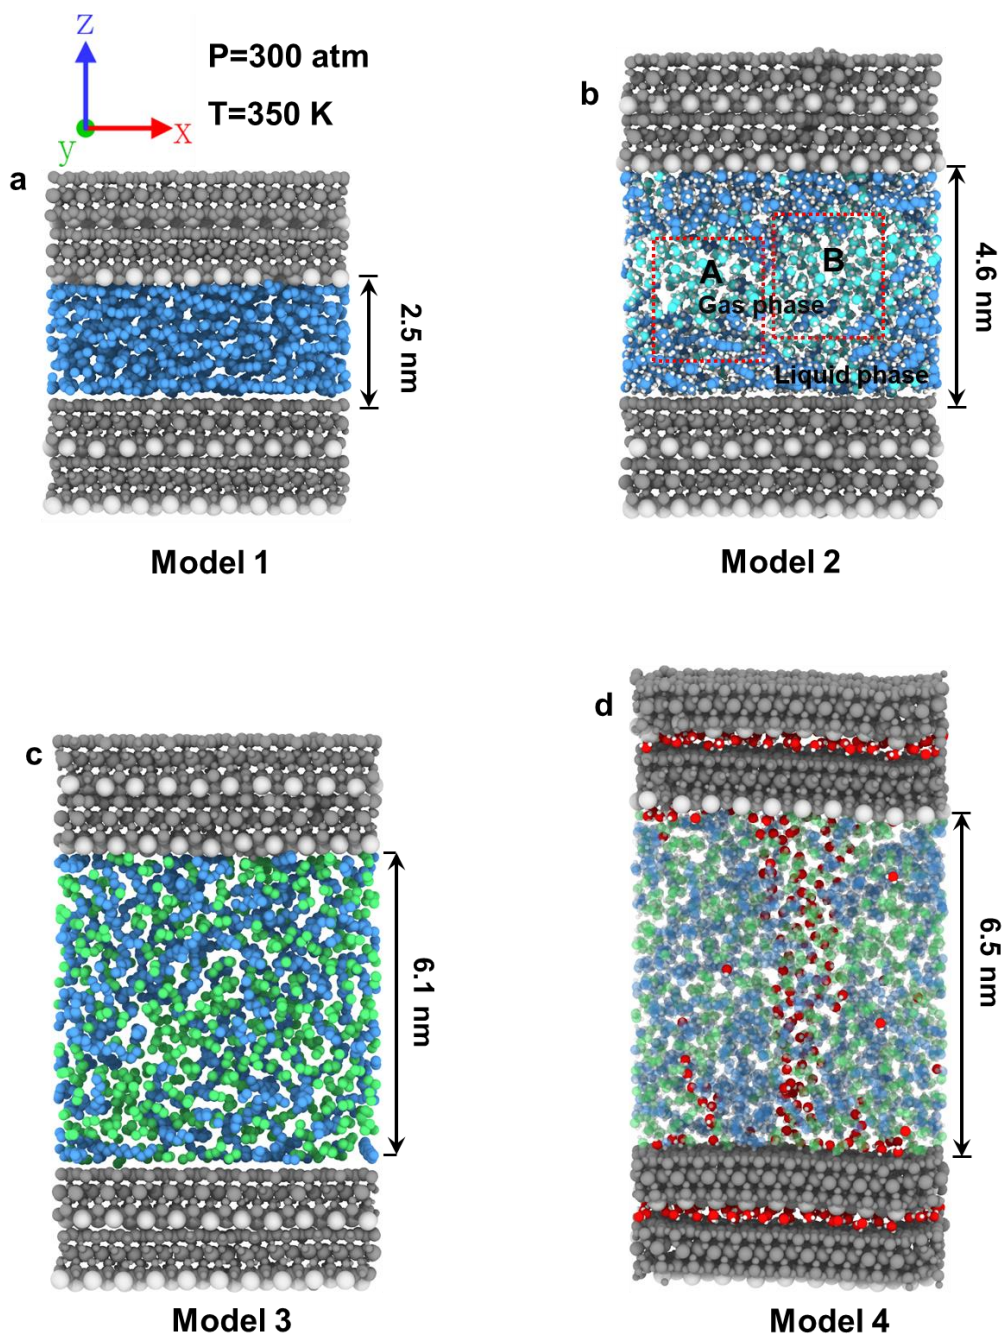 Z
P=300 atm
T=350 K
y
x
a
2.5 nm
Model 1
b
A
B
Gas phase
Liquid phase
4.6 nm
Model 2
c
6.1 nm
Model 3
d
6.5 nm
Model 4